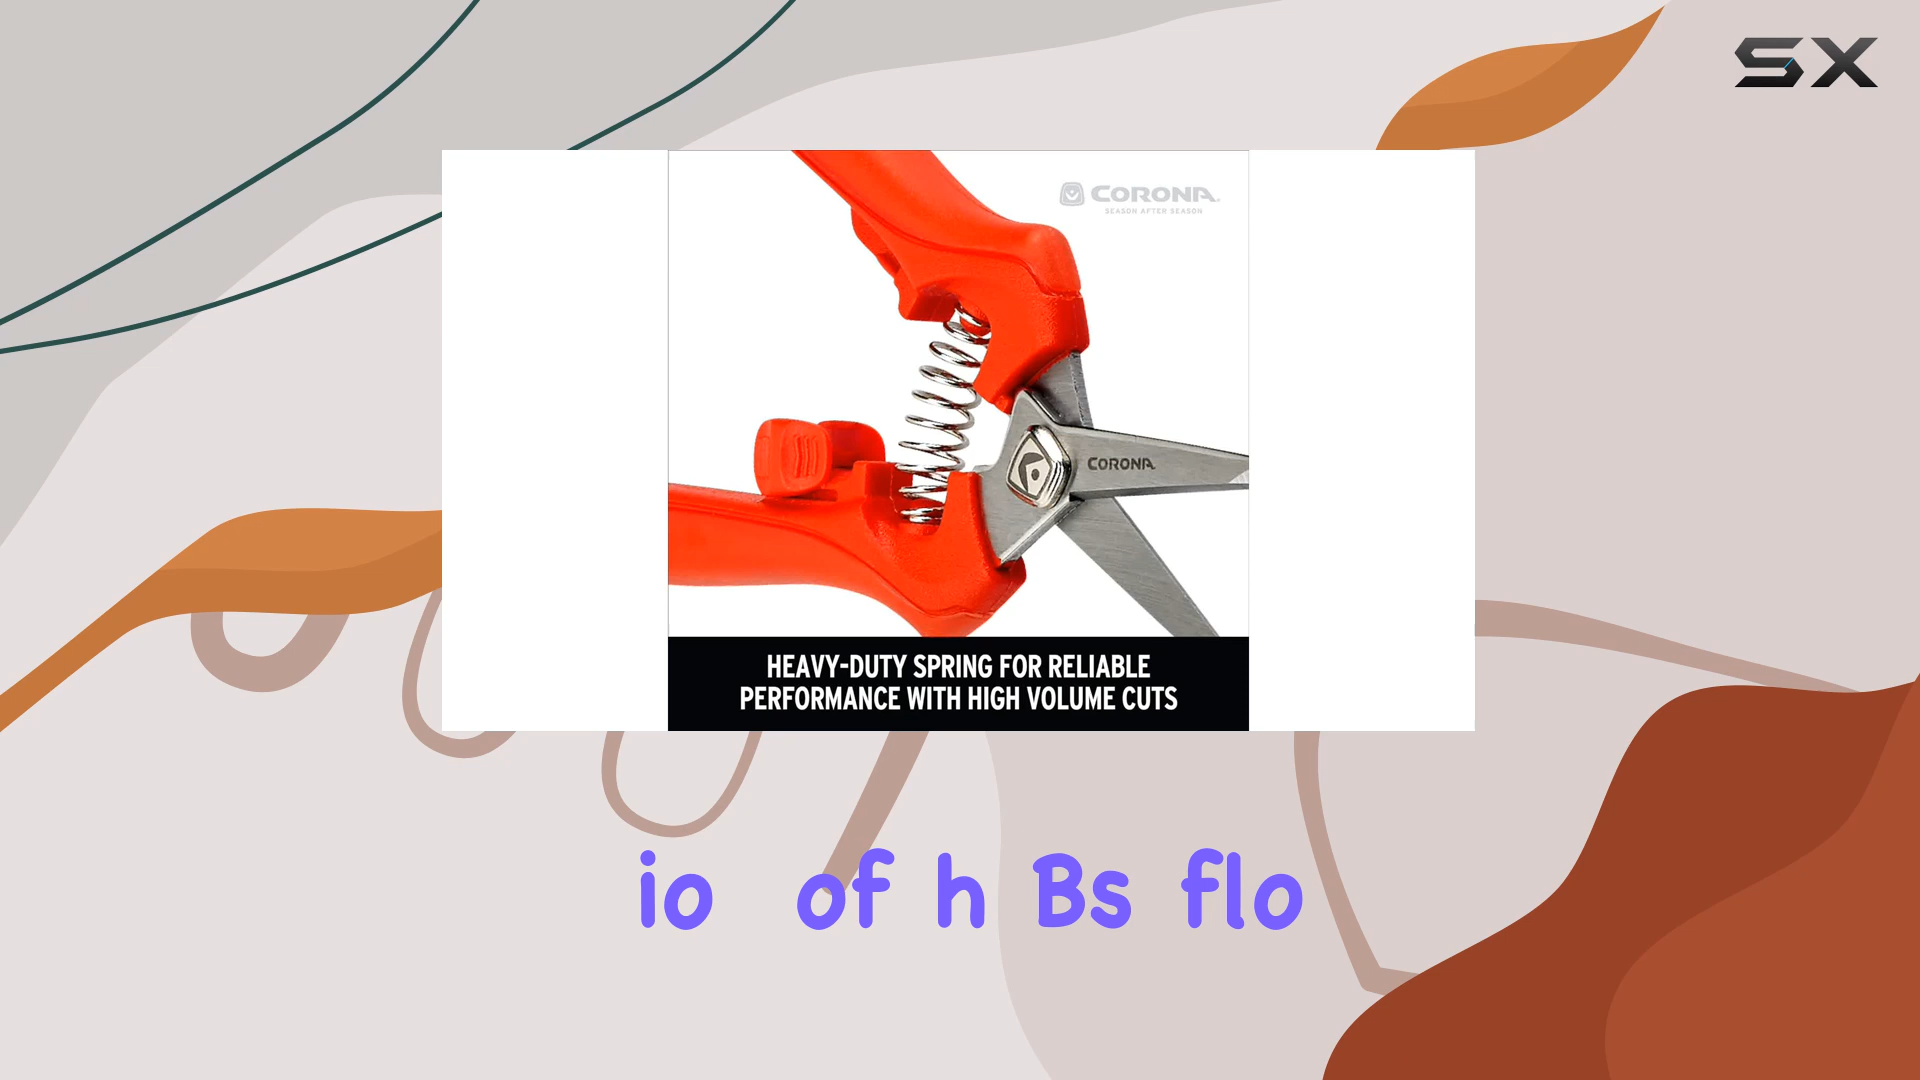 SX
CORONA
SEASON AFTER SEASON
CORONA
HEAVY-DUTY SPRING FOR RELIABLE
PERFORMANCE WITH HIGH VOLUME CUTS
io of h Bs flo